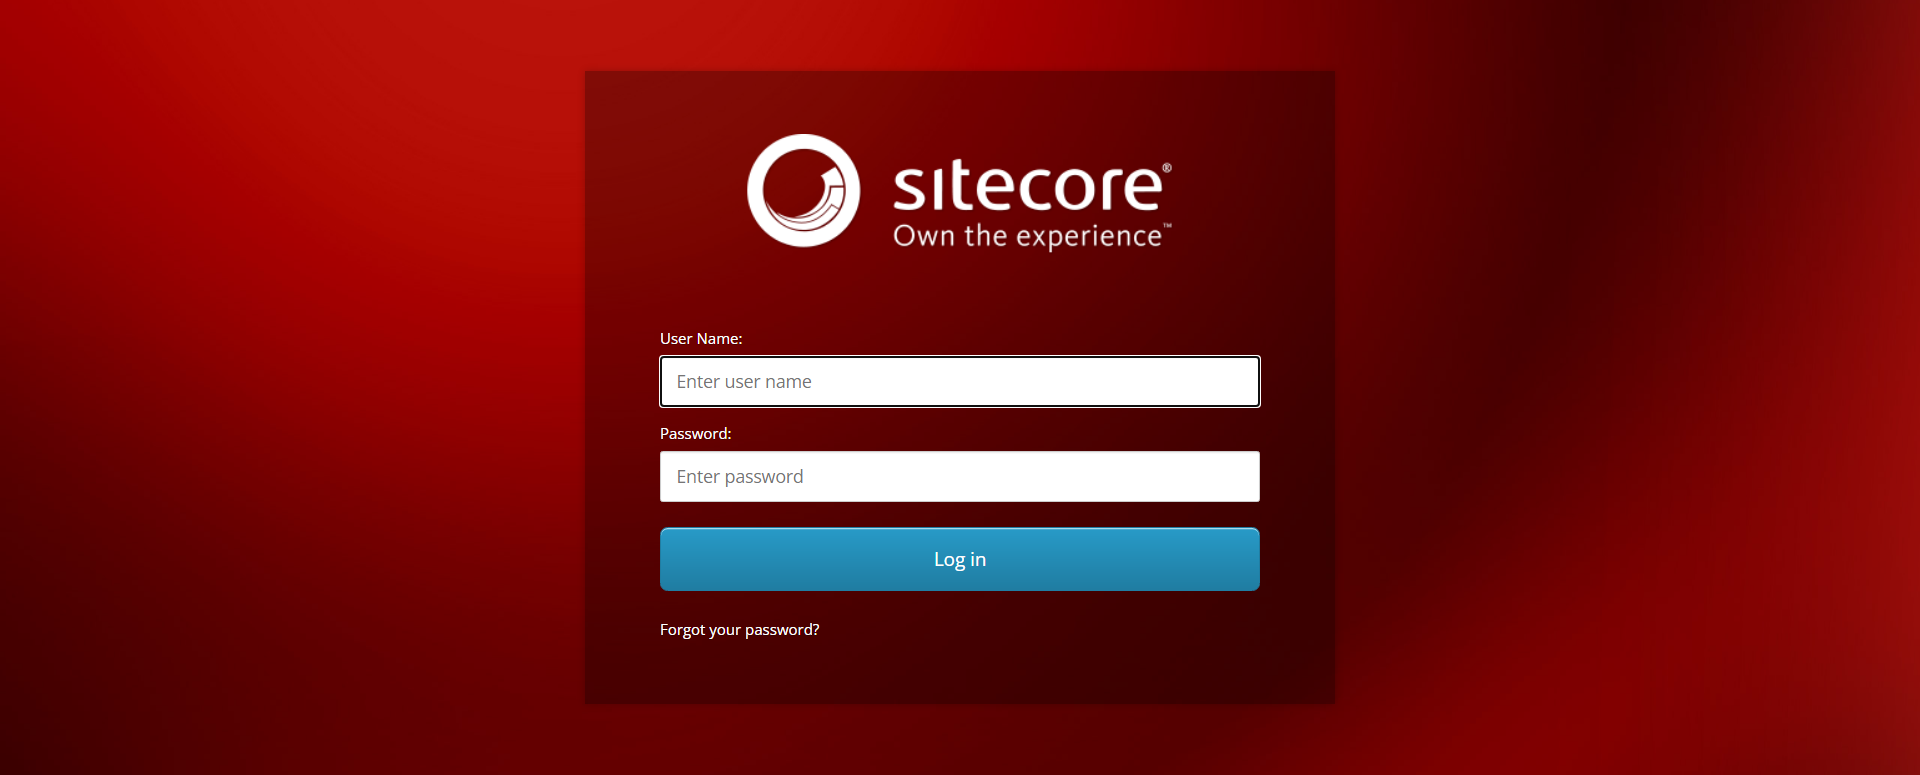 sitecore®
Own the experience™
User Name:
Enter user name
Password:
Enter password
Log in
Forgot your password?